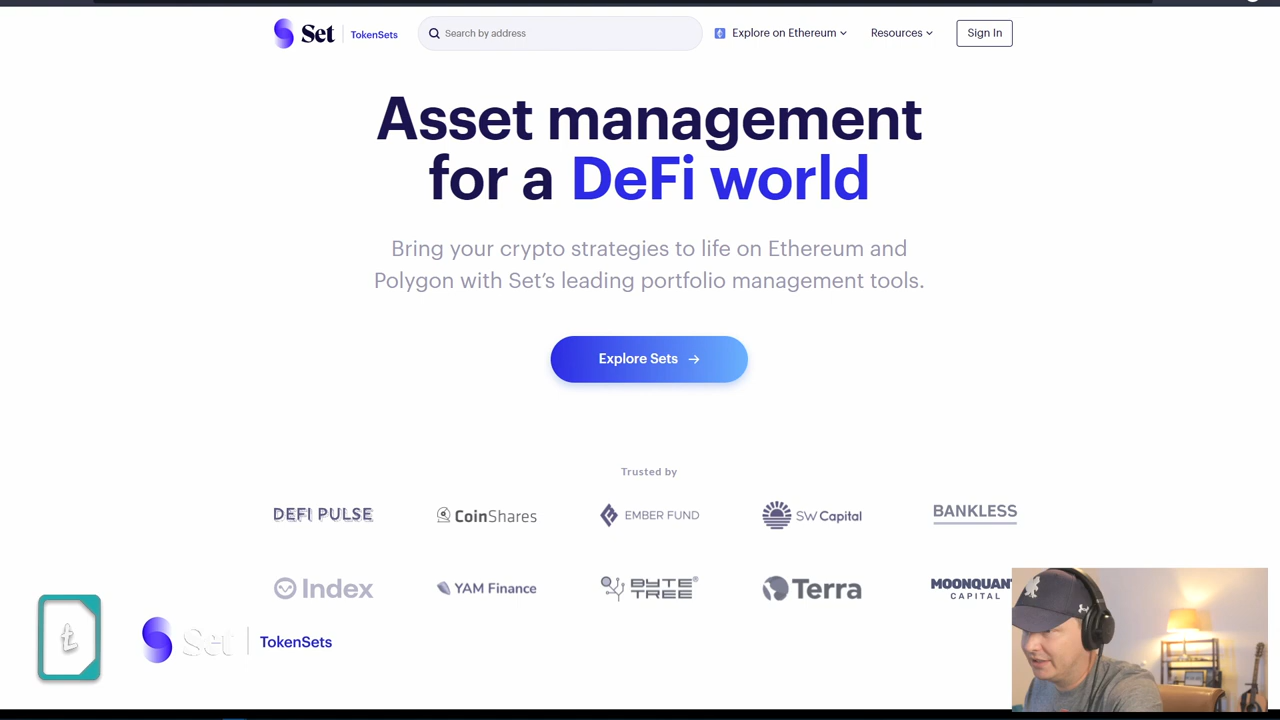 Set TokenSets
Search by address
Explore on Ethereum
Resources
Sign In
Asset management
for a DeFi world
Bring your crypto strategies to life on Ethereum and
Polygon with Set's leading portfolio management tools.
Explore Sets →
Trusted by
DEFI PULSE
CoinShares
EMBER FUND
SW Capital
BANKLESS
Index
YAM Finance
BYTE TREE
Terra
MOONQUAN
CAPITAL
t
Set TokenSets